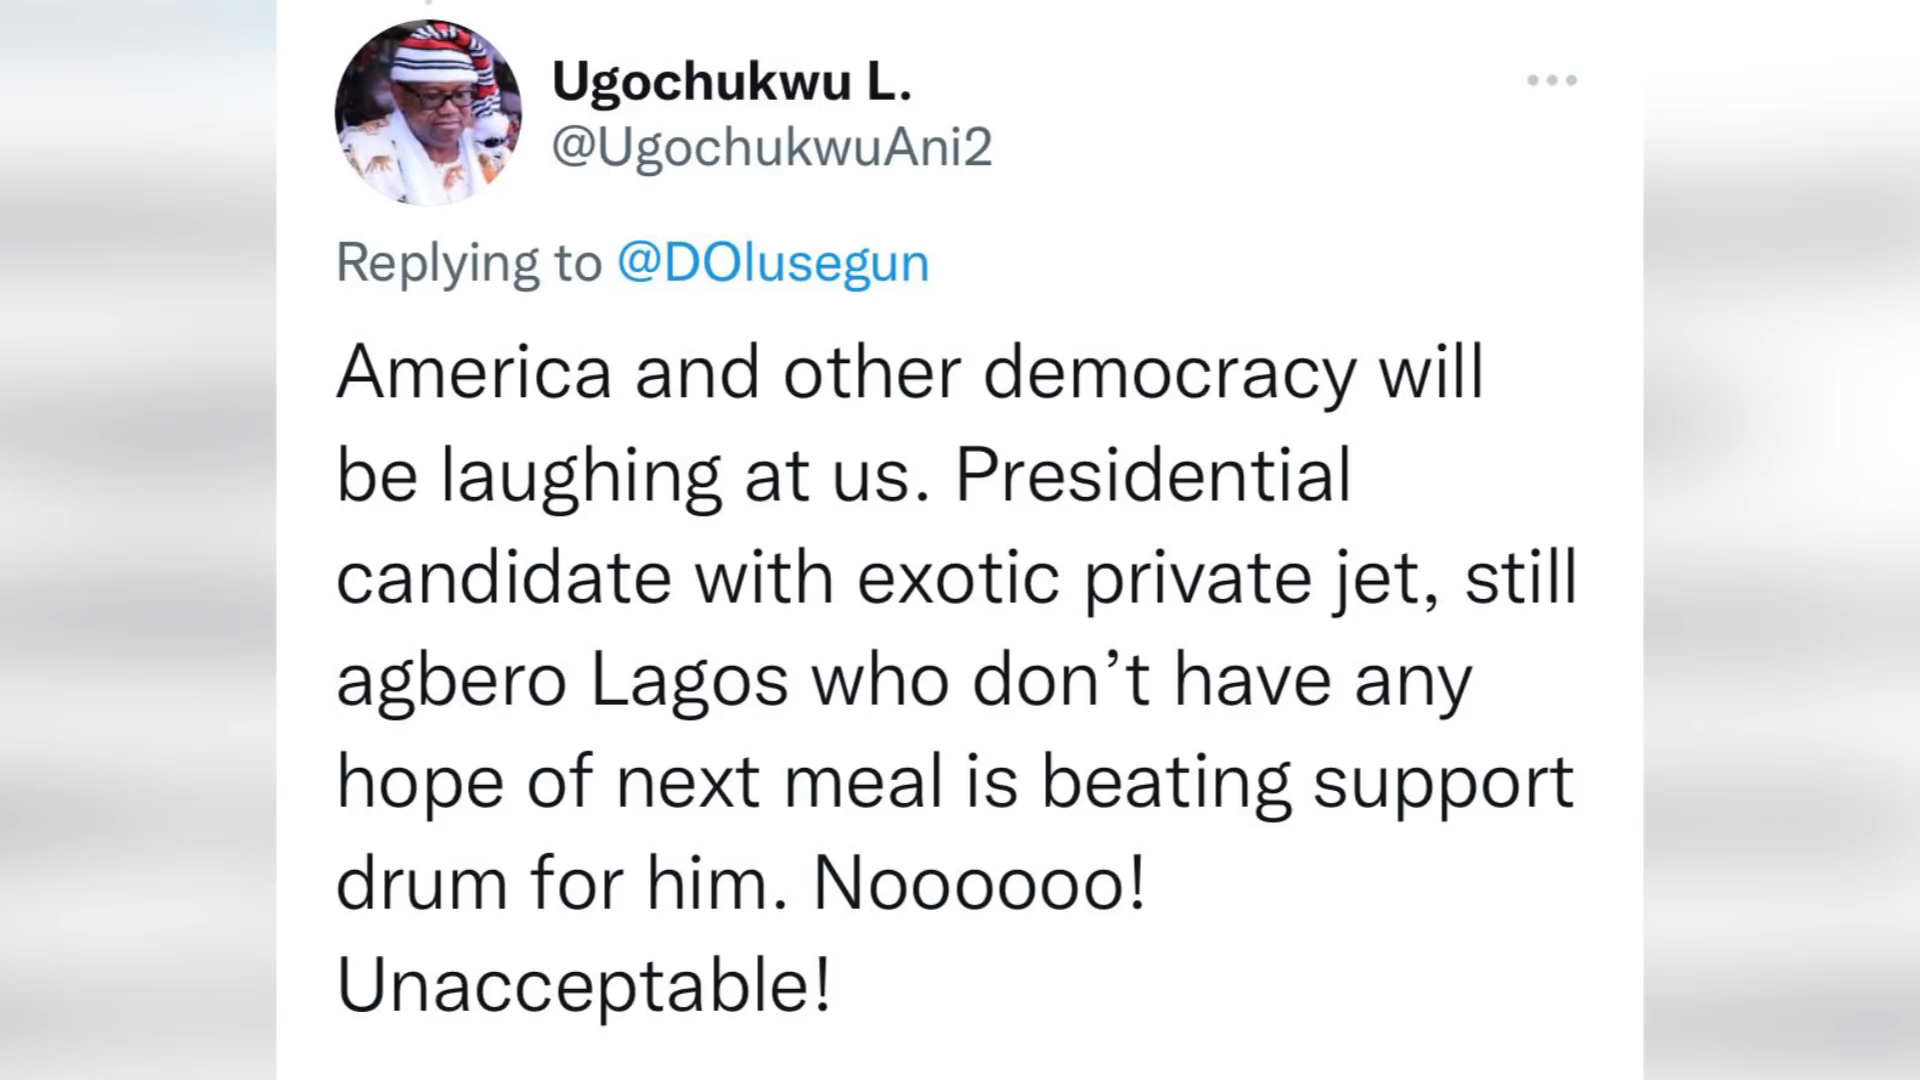 Ugochukwu L.
@UgochukwuAni2
Replying to @DOlusegun
America and other democracy will
be laughing at us. Presidential
candidate with exotic private jet, still
agbero Lagos who don’t have any
hope of next meal is beating support
drum for him. Noooooo!
Unacceptable!